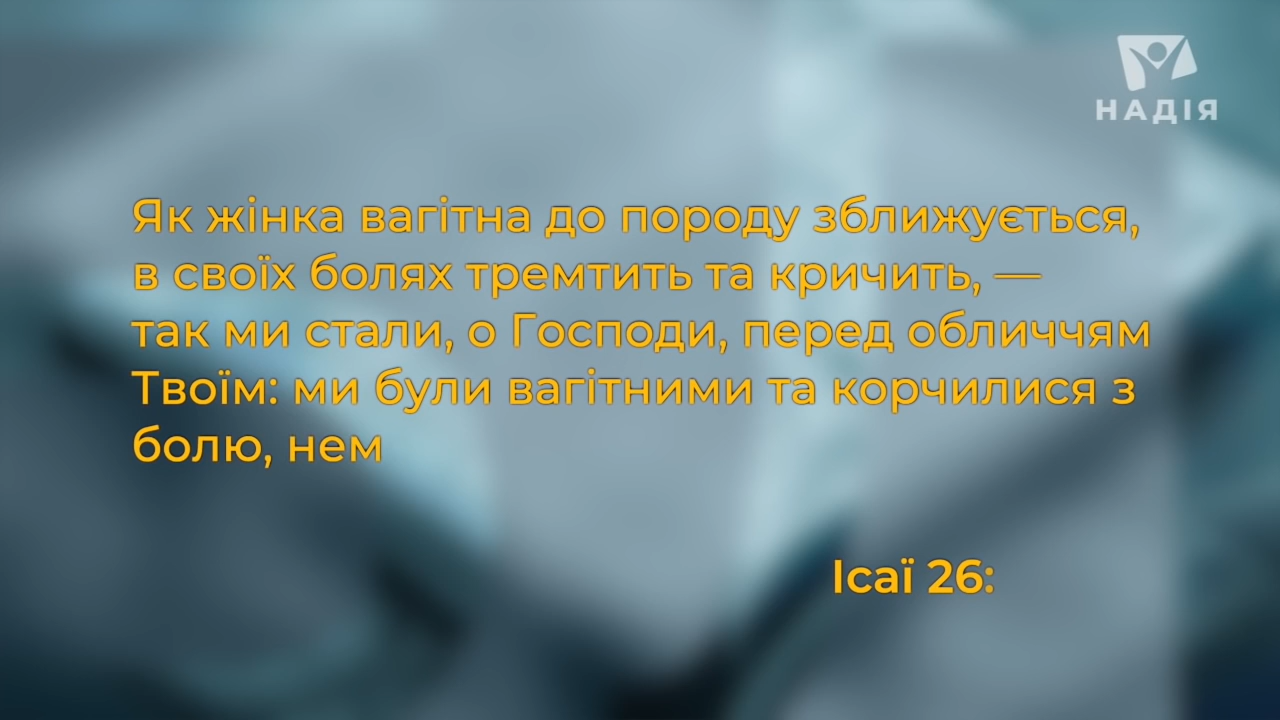 НАДІЯ
Як жінка вагітна до породу зближується,
в своїх болях тремтить та кричить, —
так ми стали, о Господи, перед обличчям
Твоїм: ми були вагітними та корчилися з
болю, нем
Ісаї 26: